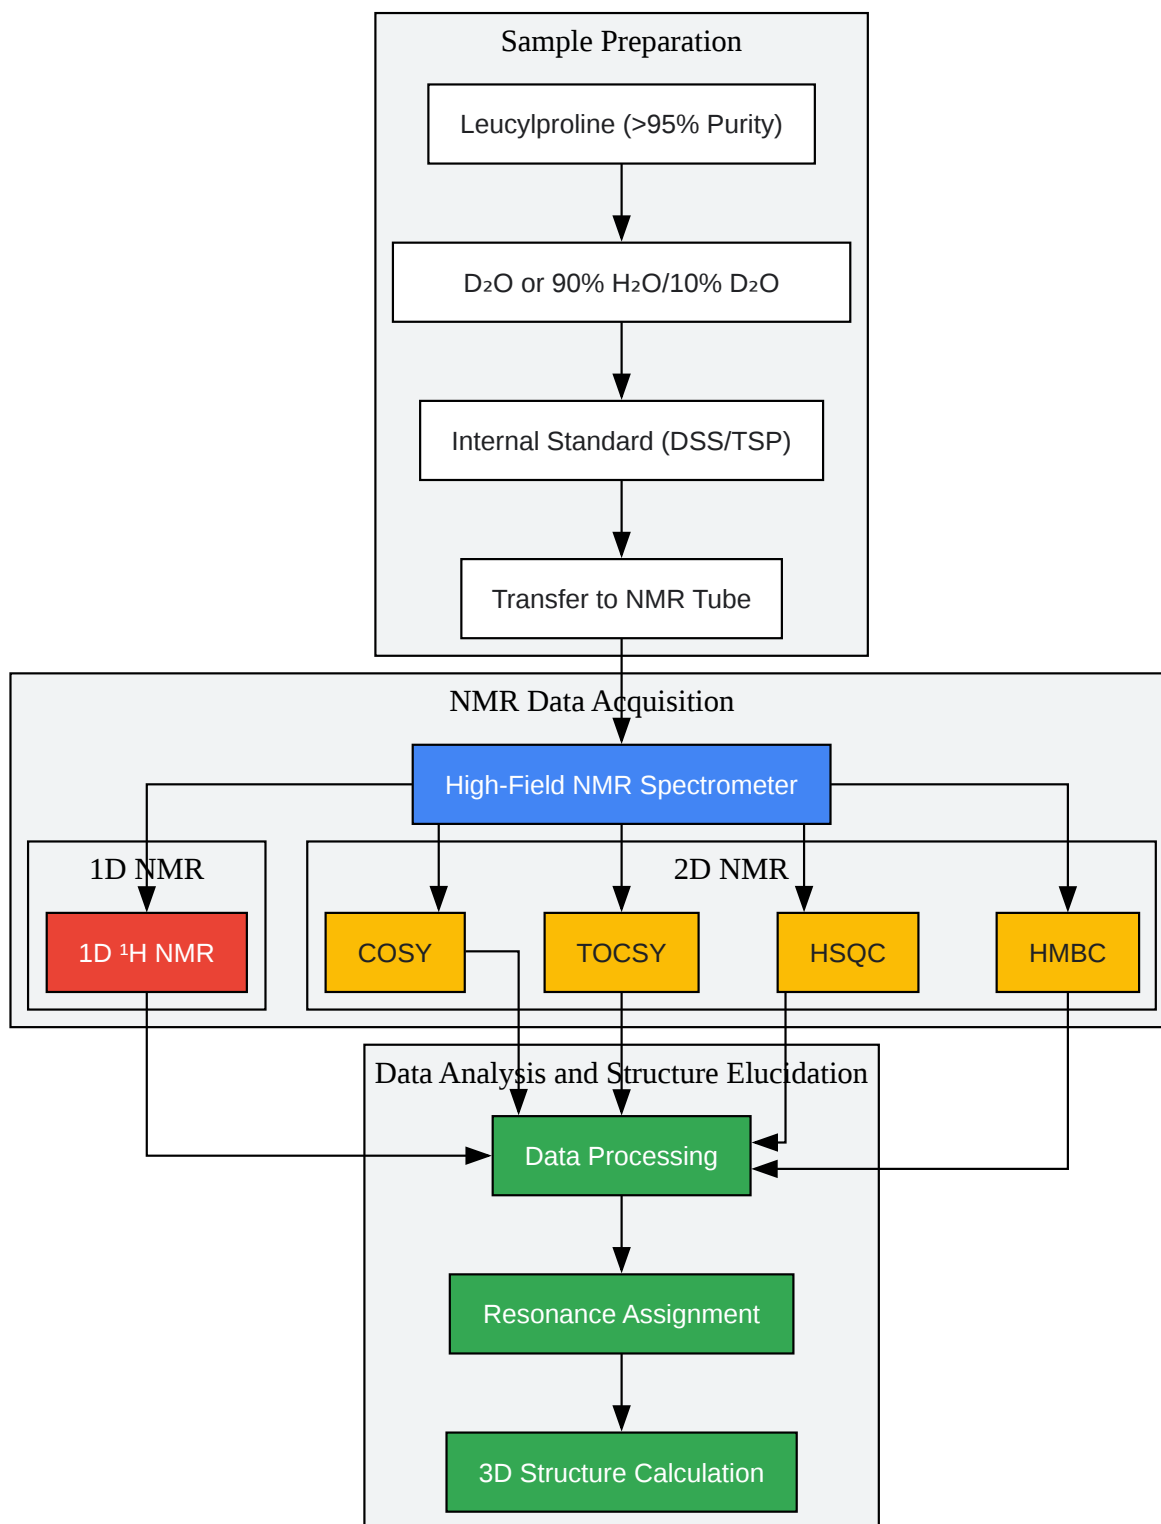 Sample Preparation
Leucylproline (>95% Purity)
D₂O or 90% H₂O/10% D₂O
Internal Standard (DSS/TSP)
Transfer to NMR Tube
NMR Data Acquisition
High-Field NMR Spectrometer
1D NMR
2D NMR
1D ¹H NMR
COSY
TOCSY
HSQC
HMBC
Data Analysis and Structure Elucidation
Data Processing
Resonance Assignment
3D Structure Calculation